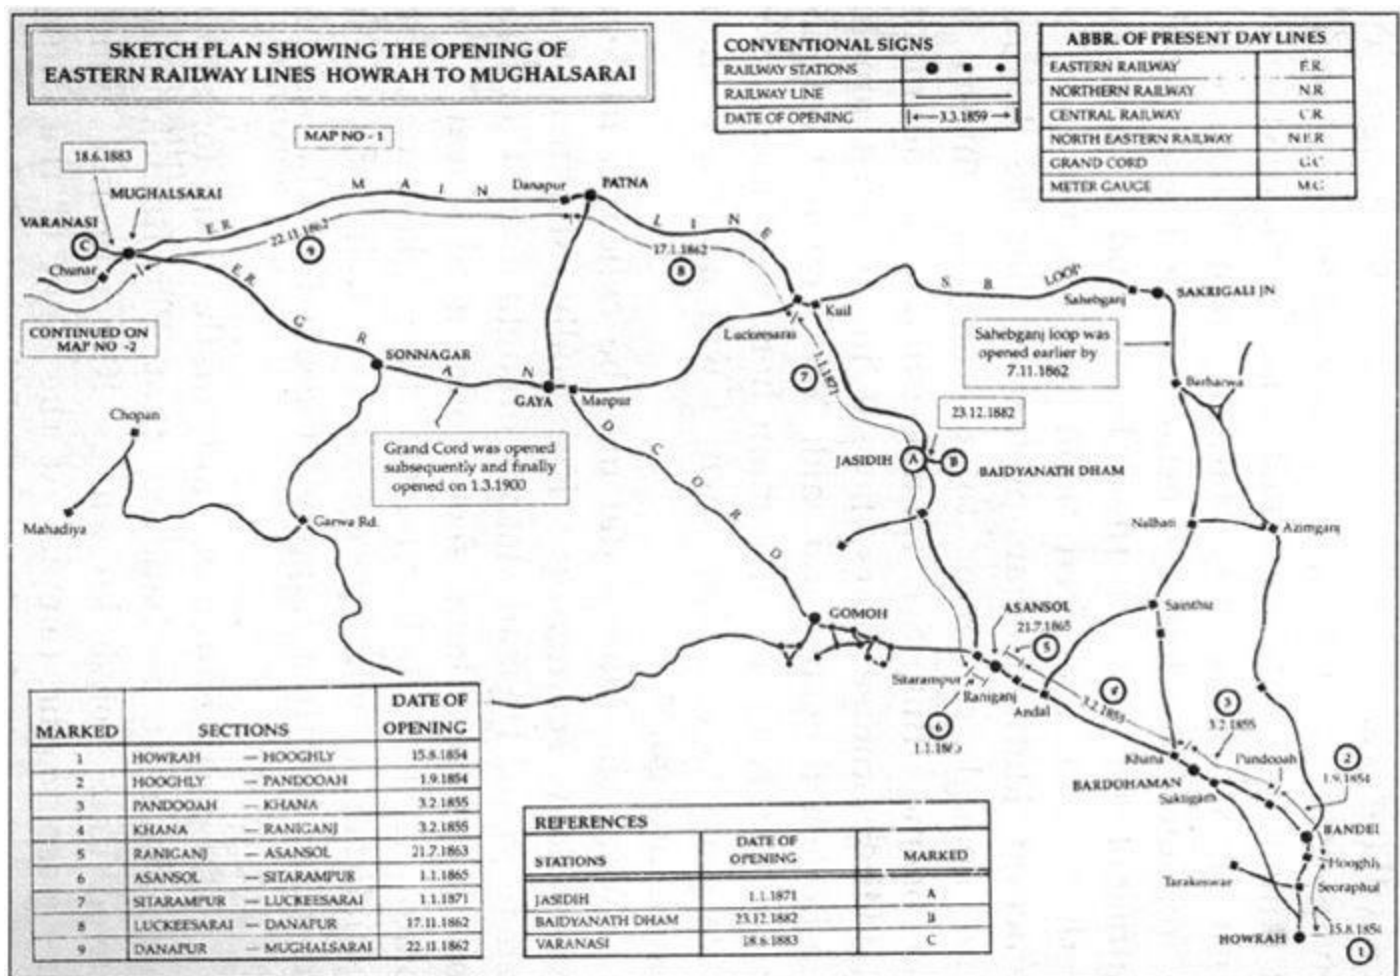 SKETCH PLAN SHOWING THE OPENING OF
EASTERN RAILWAY LINES HOWRAH TO MUGHALSARAI
MAP NO - 1
CONVENTIONAL SIGNS
RAILWAY STATIONS
RAILWAY LINE
DATE OF OPENING 3.3.1859
ABBR. OF PRESENT DAY LINES
EASTERN RAILWAY E.R.
NORTHERN RAILWAY N.R.
CENTRAL RAILWAY C.R.
NORTH EASTERN RAILWAY N.E.R.
GRAND CORD G.C.
METER GAUGE M.G.
18.6.1883
MUGHALSARAI
VARANASI
C
Chunar
CONTINUED ON
MAP NO -2
E.R. MAIN LINE
22.11.1862
9
Danapur
PATNA
17.1.1862
8
E.R. GRAND CORD
SONNAGAR
GAYA
Manpur
Luckeesarai
Kuil
S. B. LOOP
Sahebganj
SAKRIGALI JN
Sahebganj loop was
opened earlier by
7.11.1862
Barharwa
1.1.1871
7
Chopan
Mahadiya
Garwa Rd.
Grand Cord was opened
subsequently and finally
opened on 1.3.1900
23.12.1882
JASIDIH
A
B
BAIDYANATH DHAM
Nalhati
Azimganj
Sainthia
GOMOH
ASANSOL
21.7.1865
5
Sitarampur
Raniganj
Andal
6
4
3.2.1855
3
3.2.1855
Khana
Pundooah
BARDOHAMAN
Saktigarh
2
1.9.1854
BANDEL
Hooghly
Seoraphul
Tarakeswar
HOWRAH
15.8.1854
1
MARKED SECTIONS DATE OF OPENING
1 HOWRAH — HOOGHLY 15.8.1854
2 HOOGHLY — PANDOOAH 1.9.1854
3 PANDOOAH — KHANA 3.2.1855
4 KHANA — RANIGANJ 3.2.1855
5 RANIGANJ — ASANSOL 21.7.1863
6 ASANSOL — SITARAMPUR 1.1.1865
7 SITARAMPUR — LUCKEESARAI 1.1.1871
8 LUCKEESARAI — DANAPUR 17.11.1862
9 DANAPUR — MUGHALSARAI 22.11.1862
REFERENCES
STATIONS DATE OF OPENING MARKED
JASIDIH 1.1.1871 A
BAIDYANATH DHAM 23.12.1882 B
VARANASI 18.6.1883 C